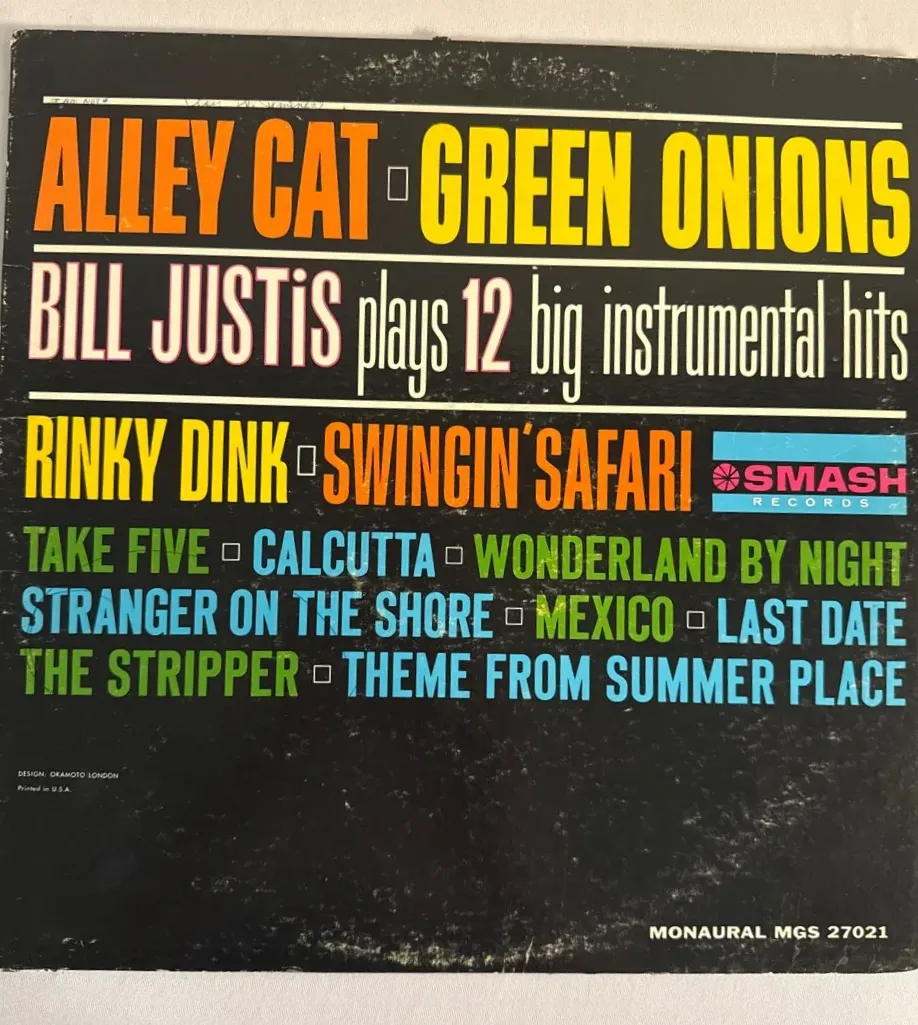 ALLEY CAT □ GREEN ONIONS
BILL JUSTiS plays 12 big instrumental hits
RINKY DINK □ SWINGIN' SAFARI
SMASH
RECORDS
TAKE FIVE □ CALCUTTA □ WONDERLAND BY NIGHT
STRANGER ON THE SHORE □ MEXICO □ LAST DATE
THE STRIPPER □ THEME FROM SUMMER PLACE
DESIGN: OKAMOTO LONDON
Printed in U.S.A.
MONAURAL MGS 27021